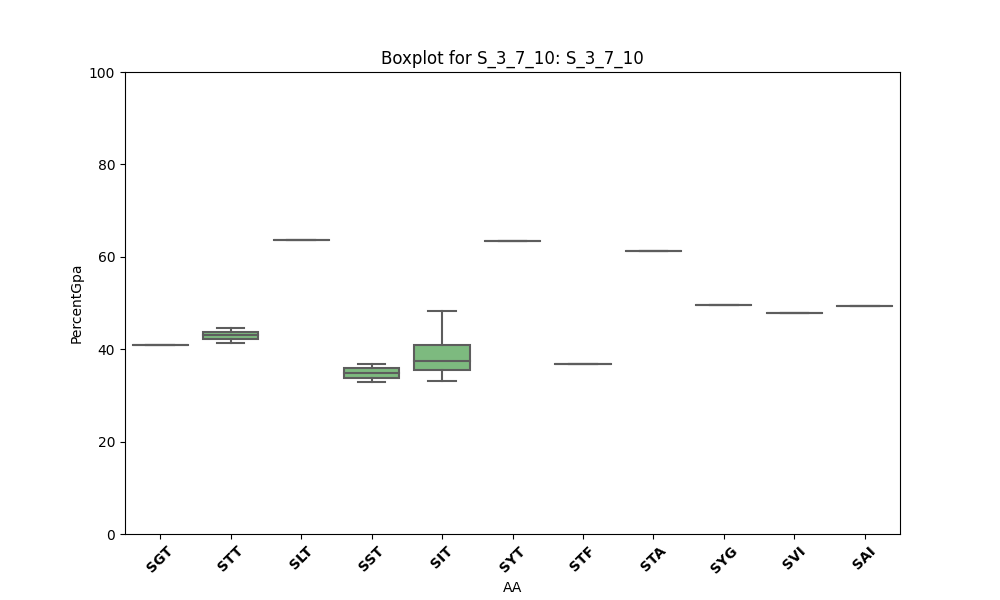 Boxplot for S_3_7_10: S_3_7_10
PercentGpa
100
80
60
40
20
0
SGT STT SLT SST SIT SYT STF STA SYG SVI SAI
AA